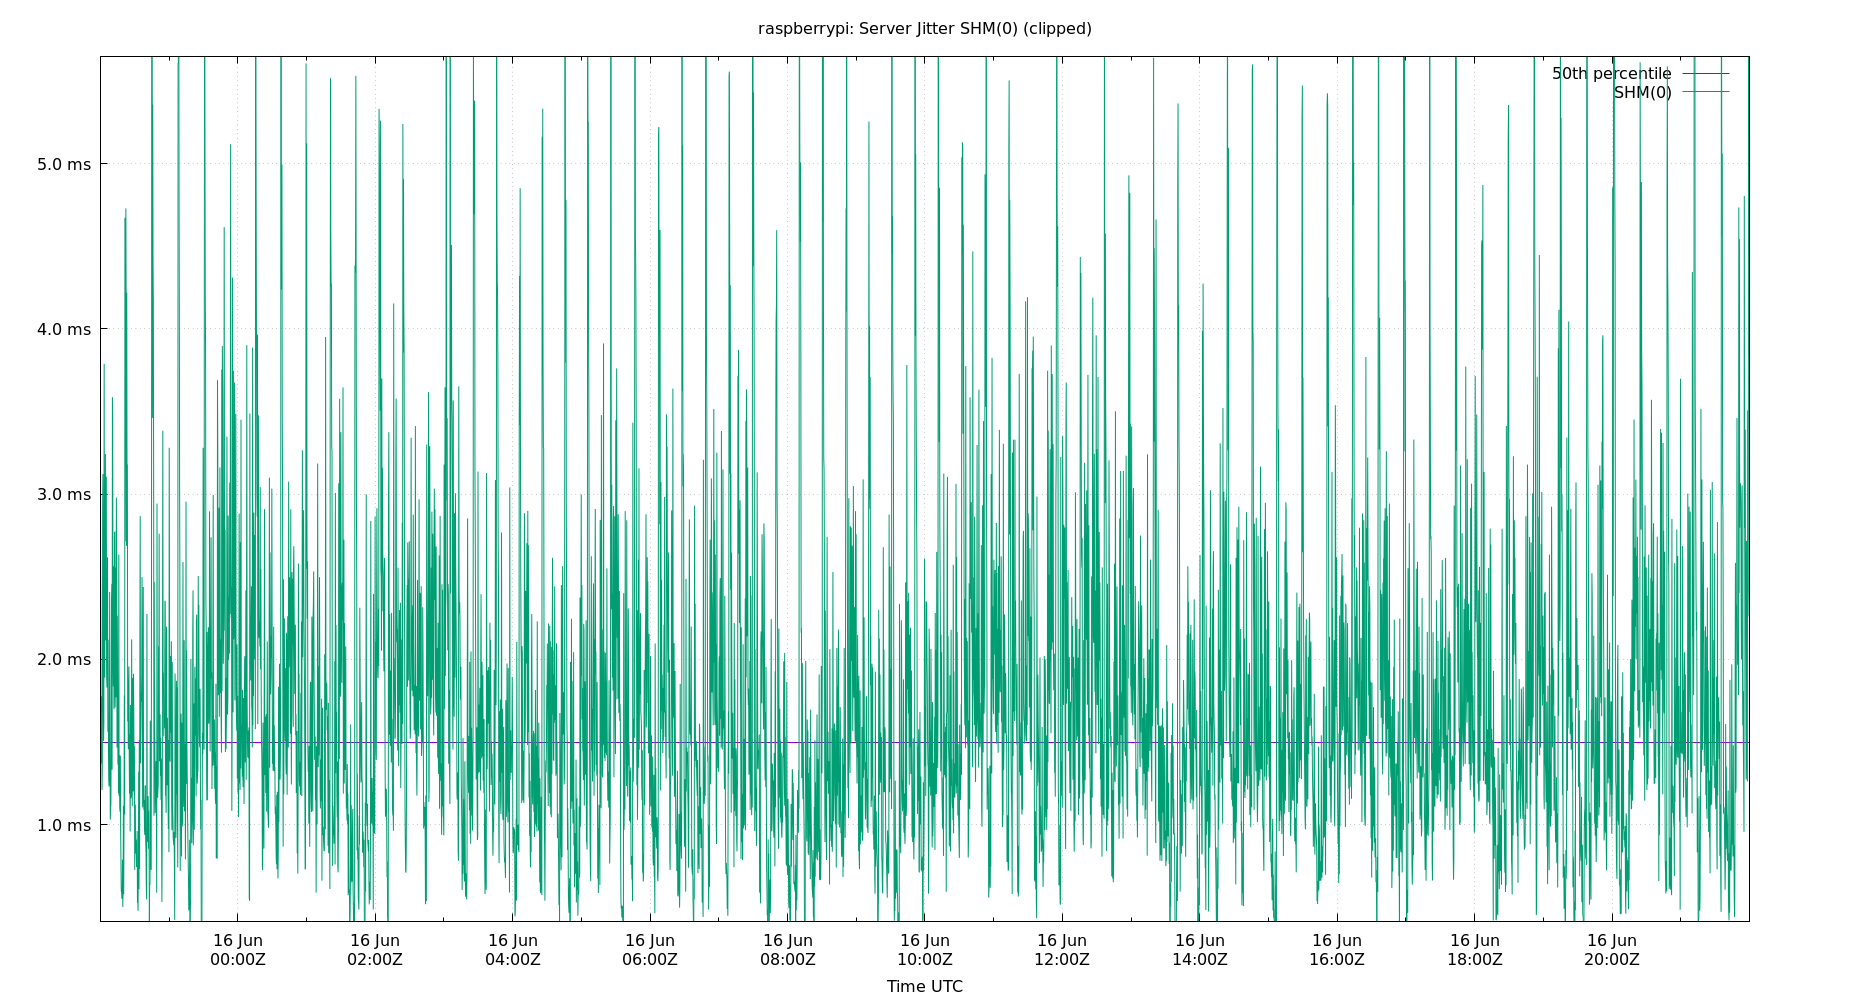 raspberrypi: Server Jitter SHM(0) (clipped)
50th percentile
SHM(0)
5.0 ms
4.0 ms
3.0 ms
2.0 ms
1.0 ms
16 Jun 16 Jun 16 Jun 16 Jun 16 Jun 16 Jun 16 Jun 16 Jun 16 Jun 16 Jun 16 Jun
00:00Z 02:00Z 04:00Z 06:00Z 08:00Z 10:00Z 12:00Z 14:00Z 16:00Z 18:00Z 20:00Z
Time UTC